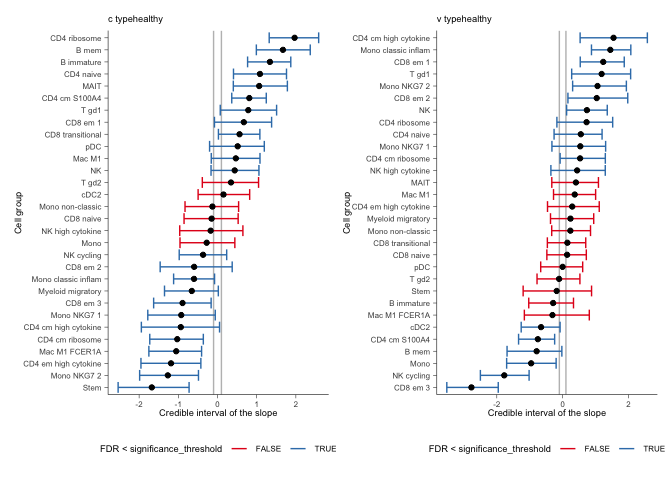 c typehealthy
Cell group
CD4 ribosome
B mem
B immature
CD4 naive
MAIT
CD4 cm S100A4
T gd1
CD8 em 1
CD8 transitional
pDC
Mac M1
NK
T gd2
cDC2
Mono non-classic
CD8 naive
NK high cytokine
Mono
NK cycling
CD8 em 2
Mono classic inflam
Myeloid migratory
CD8 em 3
Mono NKG7 1
CD4 cm high cytokine
CD4 cm ribosome
Mac M1 FCER1A
CD4 em high cytokine
Mono NKG7 2
Stem
-2 -1 0 1 2
Credible interval of the slope
FDR < significance_threshold FALSE TRUE
v typehealthy
Cell group
CD4 cm high cytokine
Mono classic inflam
CD8 em 1
T gd1
Mono NKG7 2
CD8 em 2
NK
CD4 ribosome
CD4 naive
Mono NKG7 1
CD4 cm ribosome
NK high cytokine
MAIT
Mac M1
CD4 em high cytokine
Myeloid migratory
Mono non-classic
CD8 transitional
CD8 naive
pDC
T gd2
Stem
B immature
Mac M1 FCER1A
cDC2
CD4 cm S100A4
B mem
Mono
NK cycling
CD8 em 3
-2 0 2
Credible interval of the slope
FDR < significance_threshold FALSE TRUE